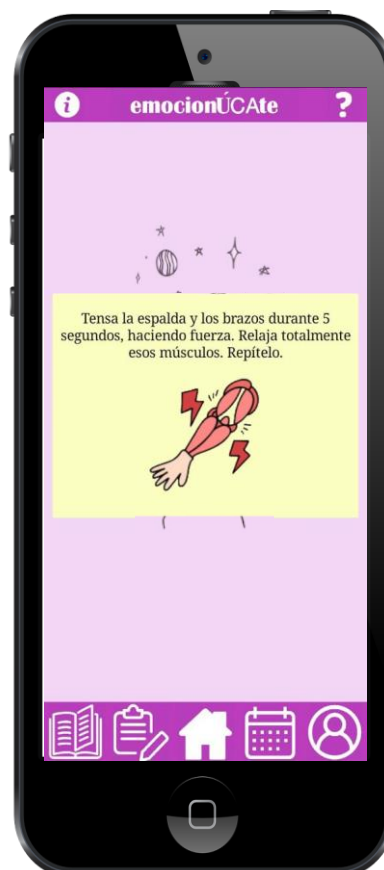 emocionÚCAte
Tensa la espalda y los brazos durante 5
segundos, haciendo fuerza. Relaja totalmente
esos músculos. Repítelo.